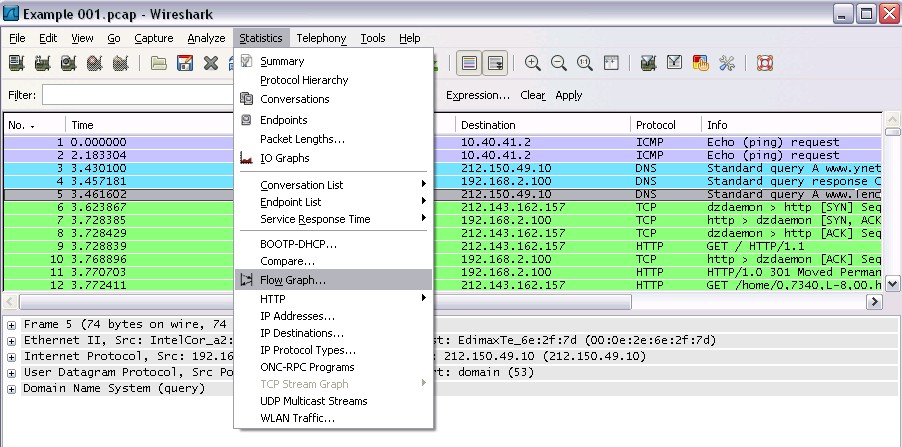 Example 001.pcap - Wireshark
File Edit View Go Capture Analyze Statistics Telephony Tools Help
Filter: Expression... Clear Apply
No. Time Destination Protocol Info
1 0.000000 10.40.41.2 ICMP Echo (ping) request
2 2.183304 10.40.41.2 ICMP Echo (ping) request
3 3.430100 212.150.49.10 DNS Standard query A www.ynet
4 3.457181 192.168.2.100 DNS Standard query response C
5 3.461602 212.150.49.10 DNS Standard query A
6 3.623867 212.143.162.157 TCP dzdaemon > http [SYN] Seq
7 3.728385 192.168.2.100 TCP http > dzdaemon [SYN, ACK
8 3.728429 212.143.162.157 TCP dzdaemon > http [ACK] Seq
9 3.728839 212.143.162.157 HTTP GET / HTTP/1.1
10 3.768896 192.168.2.100 TCP http > dzdaemon [ACK] Seq
11 3.770703 192.168.2.100 HTTP HTTP/1.0 301 Moved Perman
12 3.772411 212.143.162.157 HTTP GET /home/0,7340,L-8,00.h
Summary
Protocol Hierarchy
Conversations
Endpoints
Packet Lengths...
IO Graphs
Conversation List
Endpoint List
Service Response Time
BOOTP-DHCP...
Compare...
Flow Graph...
HTTP
IP Addresses...
IP Destinations...
IP Protocol Types...
ONC-RPC Programs
TCP Stream Graph
UDP Multicast Streams
WLAN Traffic...
Frame 5 (74 bytes on wire, 74
Ethernet II, Src: IntelCor_a2: st: EdimaxTe_6e:2f:7d (00:0e:2e:6e:2f:7d)
Internet Protocol, Src: 192.16 : 212.150.49.10 (212.150.49.10)
User Datagram Protocol, Src Po rt: domain (53)
Domain Name System (query)